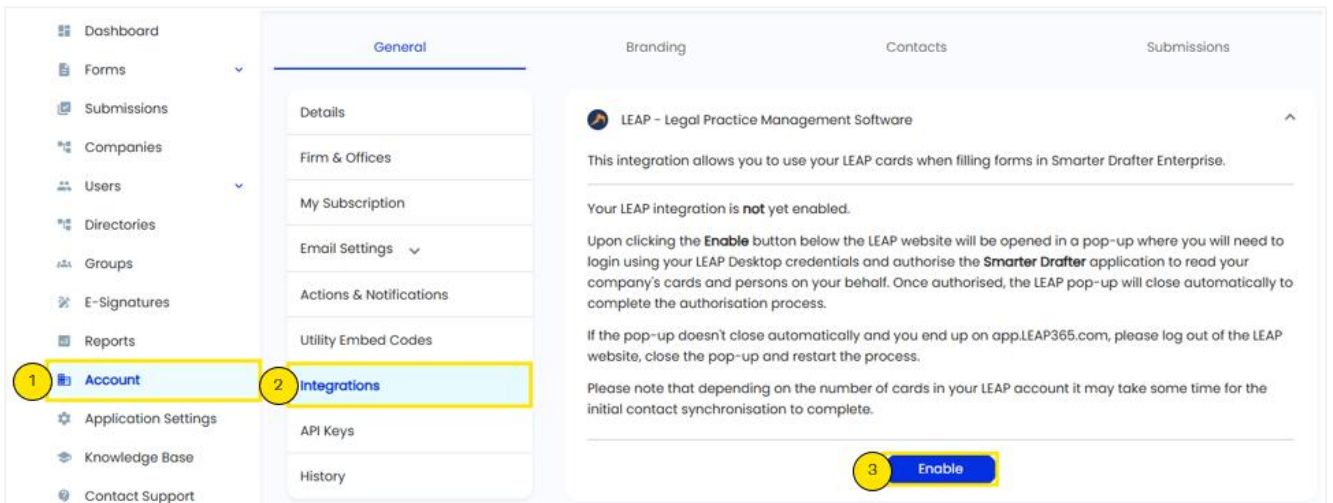 Dashboard
Forms
Submissions
Companies
Users
Directories
Groups
E-Signatures
Reports
1
Account
Application Settings
Knowledge Base
Contact Support
General
Branding
Contacts
Submissions
Details
Firm & Offices
My Subscription
Email Settings
Actions & Notifications
Utility Embed Codes
2
Integrations
API Keys
History
LEAP - Legal Practice Management Software
This integration allows you to use your LEAP cards when filling forms in Smarter Drafter Enterprise.
Your LEAP integration is not yet enabled.
Upon clicking the Enable button below the LEAP website will be opened in a pop-up where you will need to
login using your LEAP Desktop credentials and authorise the Smarter Drafter application to read your
company's cards and persons on your behalf. Once authorised, the LEAP pop-up will close automatically to
complete the authorisation process.
If the pop-up doesn't close automatically and you end up on app.LEAP365.com, please log out of the LEAP
website, close the pop-up and restart the process.
Please note that depending on the number of cards in your LEAP account it may take some time for the
initial contact synchronisation to complete.
3
Enable